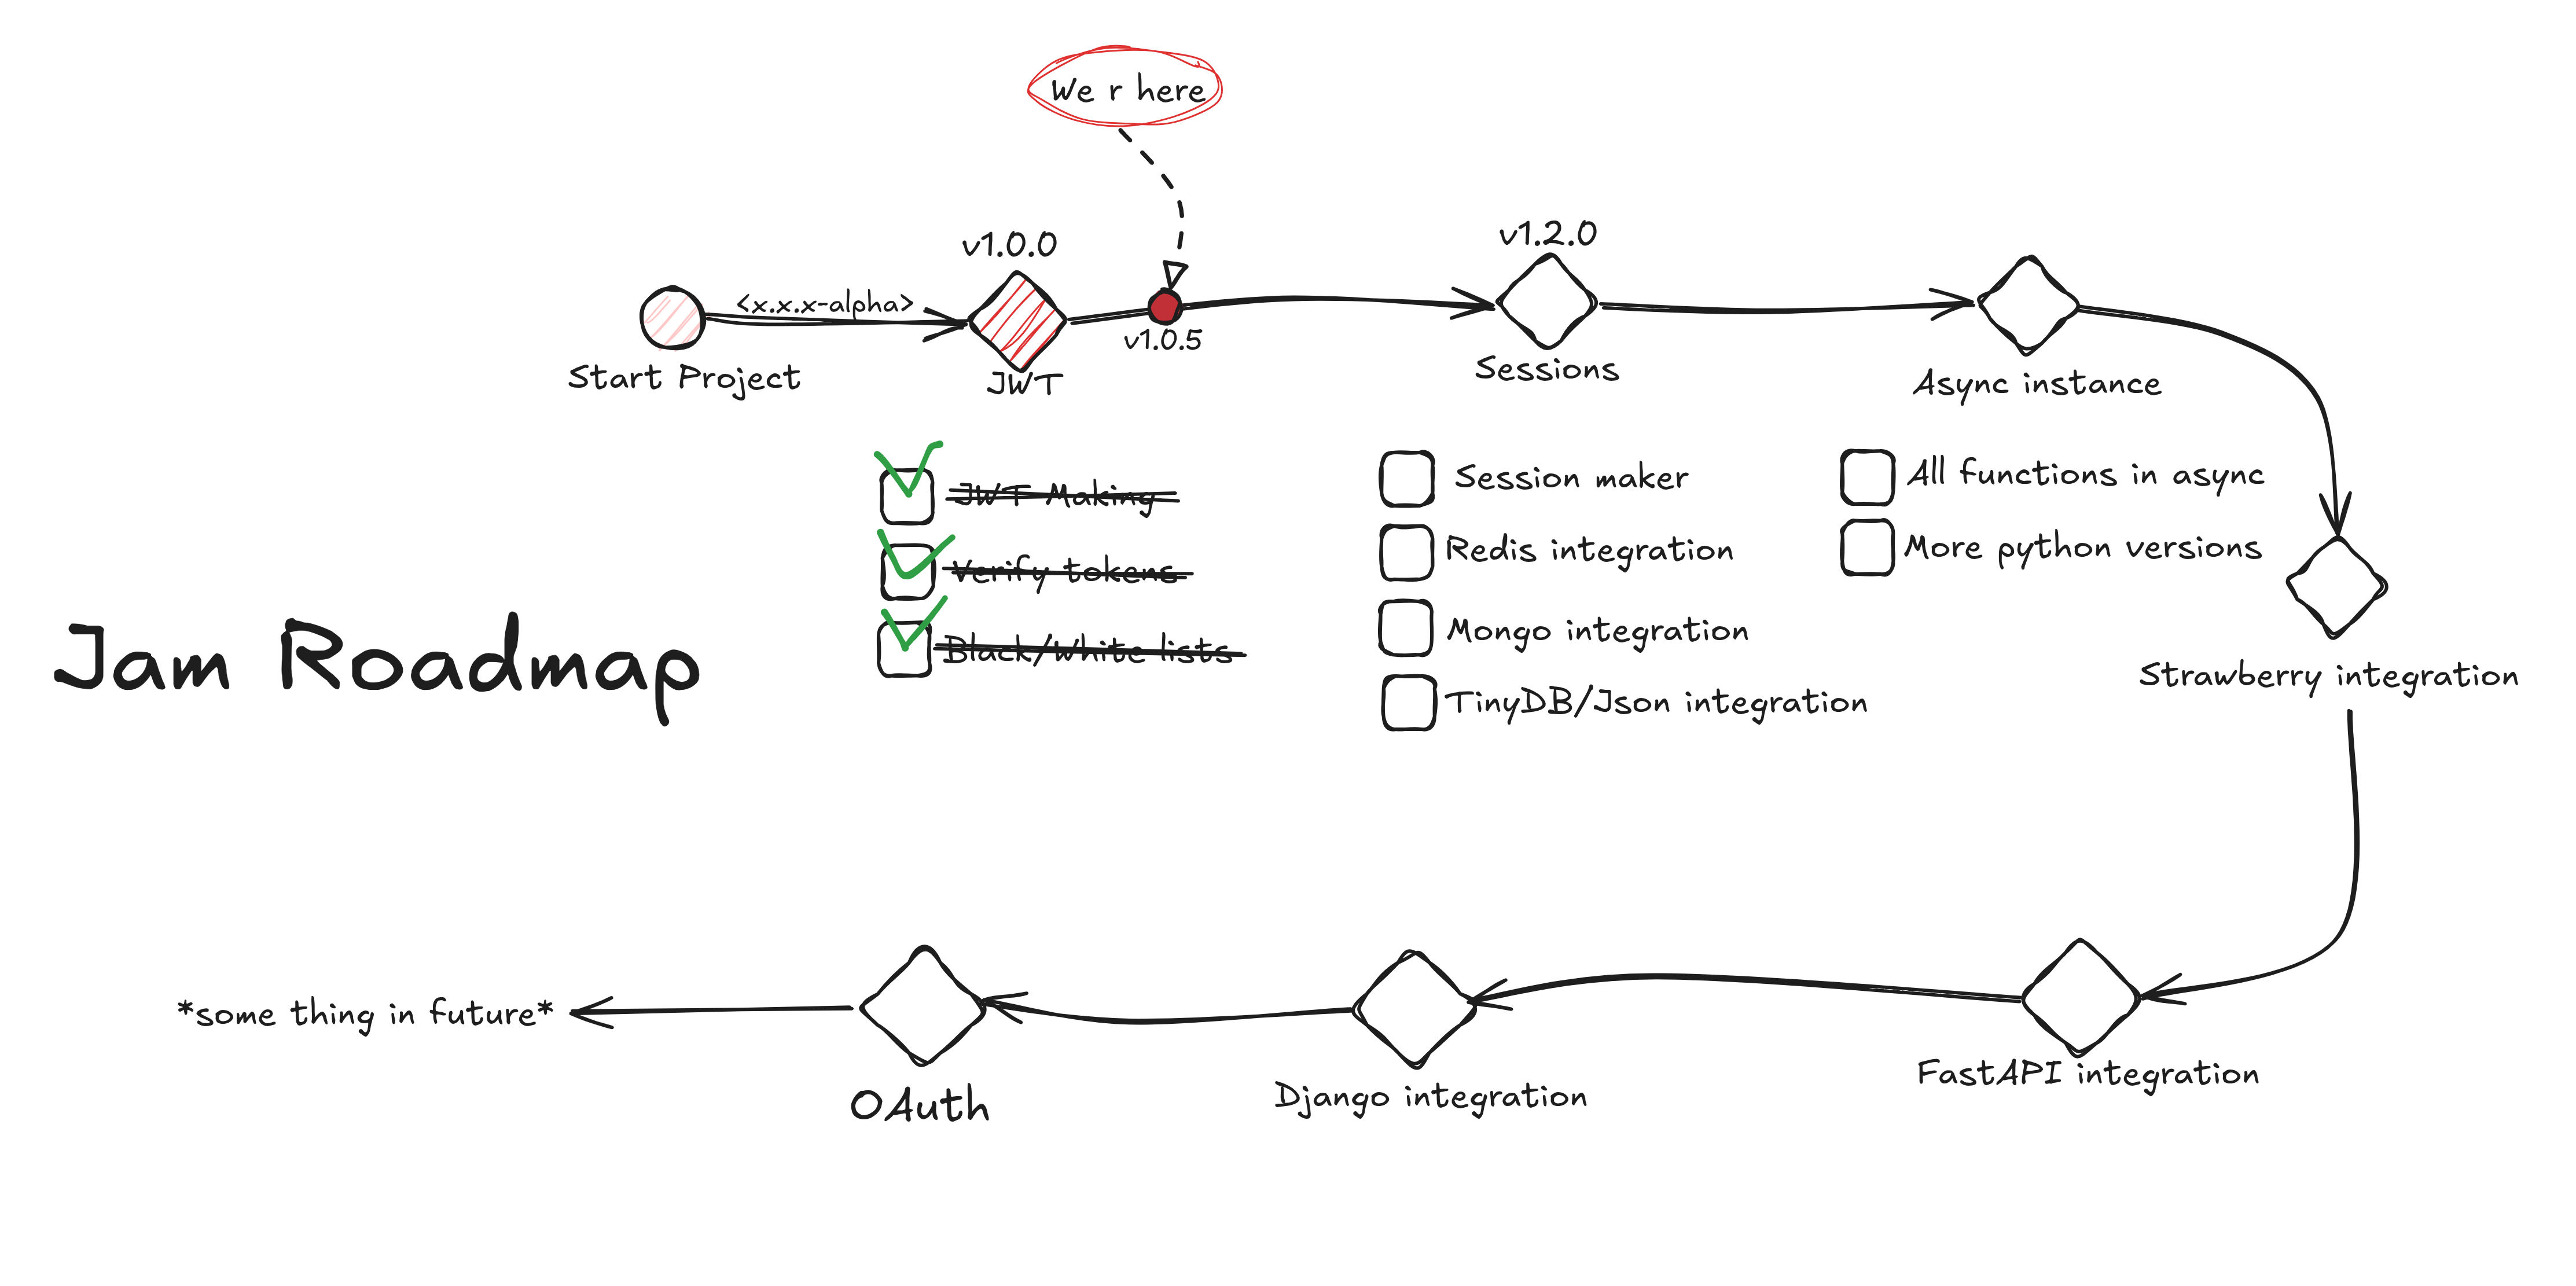 We r here
v1.0.0
v1.2.0
<x.x.x-alpha>
v1.0.5
Start Project
JWT
Sessions
Async instance
JWT Making
Verify tokens
Black/White lists
Session maker
Redis integration
Mongo integration
TinyDB/Json integration
All functions in async
More python versions
Jam Roadmap
Strawberry integration
FastAPI integration
Django integration
OAuth
*some thing in future*